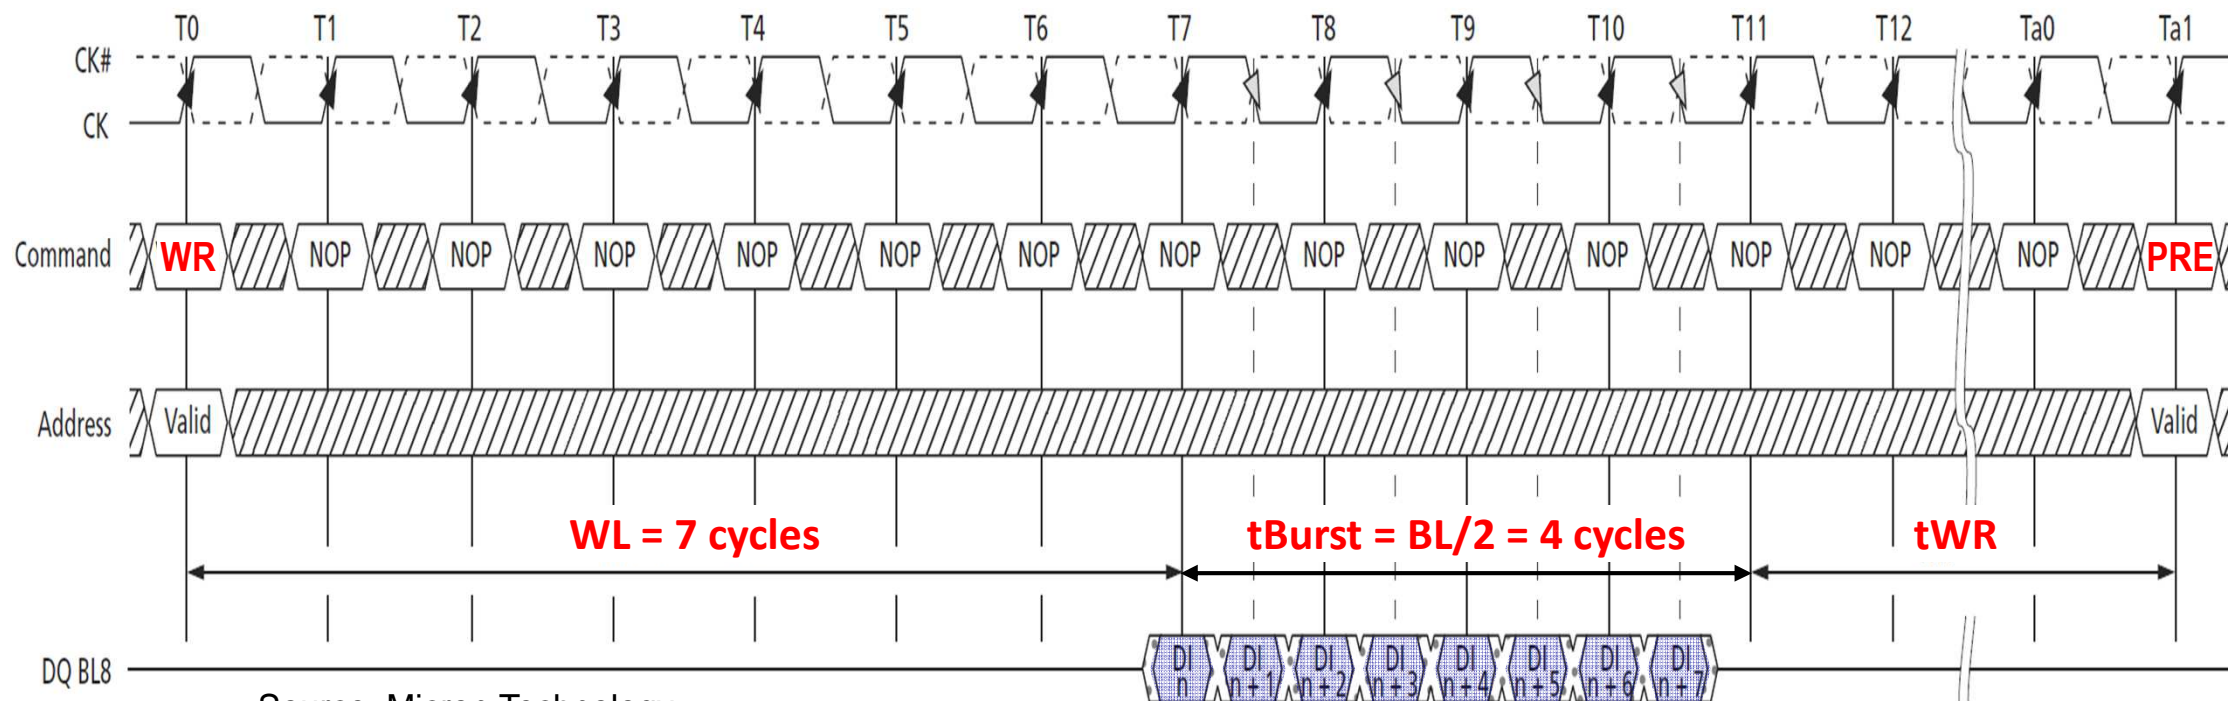 T0 T1 T2 T3 T4 T5 T6 T7 T8 T9 T10 T11 T12 Ta0 Ta1
CK#
CK
Command WR NOP NOP NOP NOP NOP NOP NOP NOP NOP NOP NOP NOP NOP PRE
Address Valid Valid
WL = 7 cycles tBurst = BL/2 = 4 cycles tWR
DQ BL8 DI DI DI DI DI DI DI DI
n n + 1 n + 2 n + 3 n + 4 n + 5 n + 6 n + 7
Source: Micron Technology